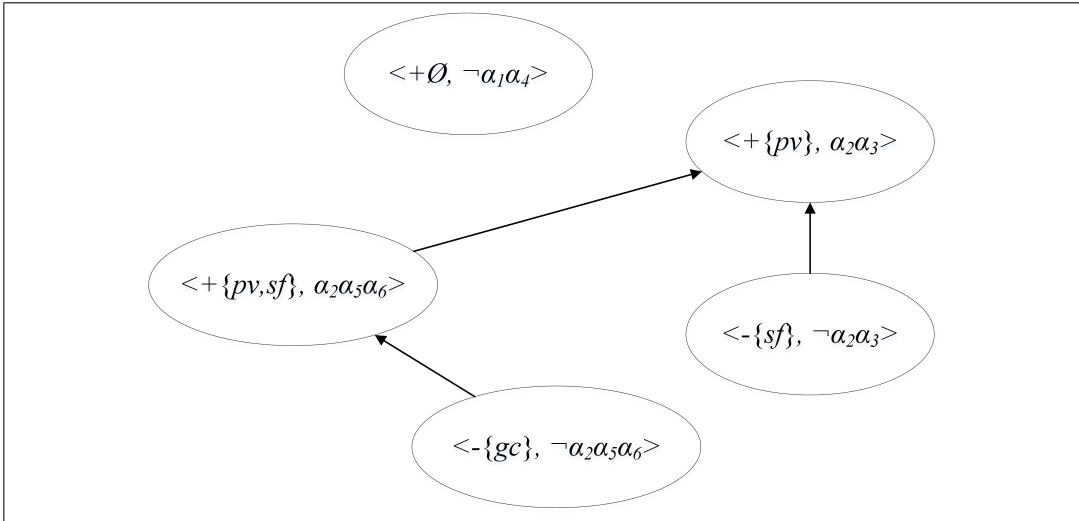 <+Ø, ¬α₁α₄>
<+{pv}, α₂α₃>
<+{pv,sf}, α₂α₅α₆>
<-{sf}, ¬α₂α₃>
<-{gc}, ¬α₂α₅α₆>